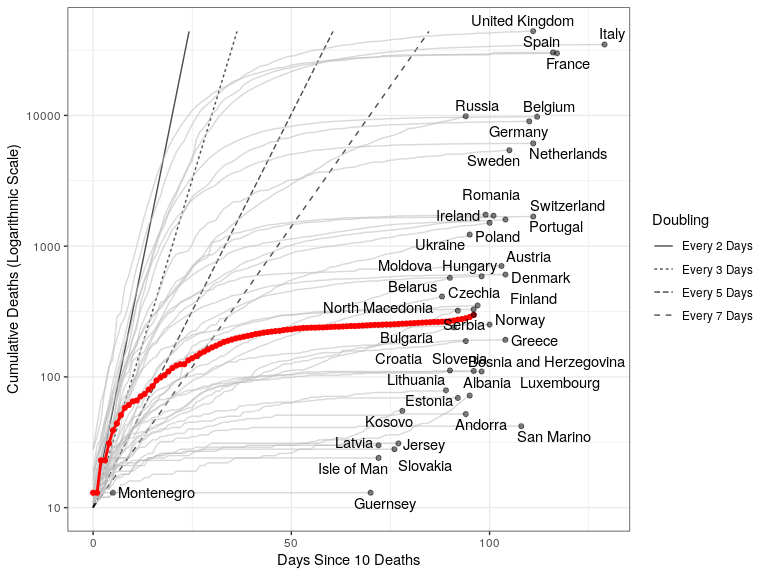 United Kingdom
Italy
Spain
France
Russia
Belgium
Germany
Netherlands
Sweden
Romania
Ireland
Switzerland
Portugal
Ukraine
Poland
Austria
Moldova
Hungary
Denmark
Belarus
Czechia
Finland
North Macedonia
Serbia
Norway
Bulgaria
Greece
Croatia
Slovenia
Bosnia and Herzegovina
Lithuania
Albania
Luxembourg
Estonia
Kosovo
Andorra
San Marino
Latvia
Jersey
Isle of Man
Slovakia
Montenegro
Guernsey
10000
1000
100
10
0
50
100
Days Since 10 Deaths
Cumulative Deaths (Logarithmic Scale)
Doubling
Every 2 Days
Every 3 Days
Every 5 Days
Every 7 Days